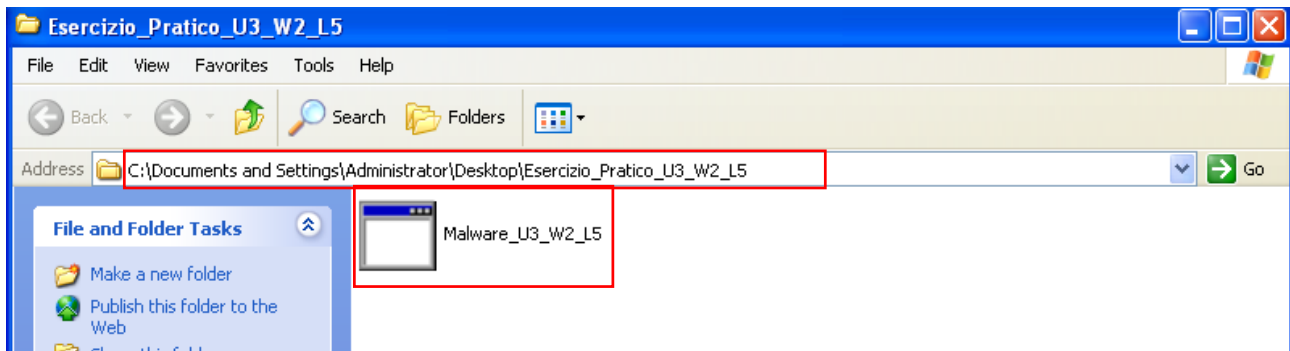 Esercizio_Pratico_U3_W2_L5
File Edit View Favorites Tools Help
Back Search Folders
Address C:\Documents and Settings\Administrator\Desktop\Esercizio_Pratico_U3_W2_L5 Go
File and Folder Tasks
Malware_U3_W2_L5
Make a new folder
Publish this folder to the
Web